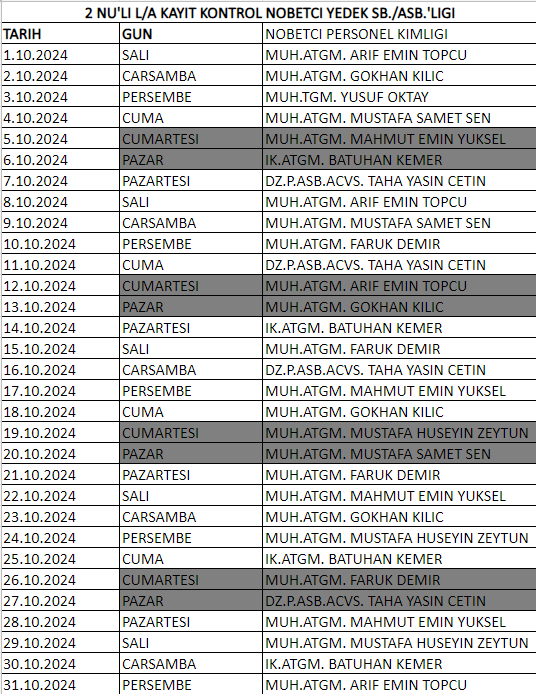 2 NU'LI L/A KAYIT KONTROL NOBETCI YEDEK SB./ASB.'LIGI
TARIH GUN NOBETCI PERSONEL KIMLIGI
1.10.2024 SALI MUH.ATGM. ARIF EMIN TOPCU
2.10.2024 CARSAMBA MUH.ATGM. GOKHAN KILIC
3.10.2024 PERSEMBE MUH.TGM. YUSUF OKTAY
4.10.2024 CUMA MUH.ATGM. MUSTAFA SAMET SEN
5.10.2024 CUMARTESI MUH.ATGM. MAHMUT EMIN YUKSEL
6.10.2024 PAZAR IK.ATGM. BATUHAN KEMER
7.10.2024 PAZARTESI DZ.P.ASB.ACVS. TAHA YASIN CETIN
8.10.2024 SALI MUH.ATGM. ARIF EMIN TOPCU
9.10.2024 CARSAMBA MUH.ATGM. MUSTAFA SAMET SEN
10.10.2024 PERSEMBE MUH.ATGM. FARUK DEMIR
11.10.2024 CUMA DZ.P.ASB.ACVS. TAHA YASIN CETIN
12.10.2024 CUMARTESI MUH.ATGM. ARIF EMIN TOPCU
13.10.2024 PAZAR MUH.ATGM. GOKHAN KILIC
14.10.2024 PAZARTESI IK.ATGM. BATUHAN KEMER
15.10.2024 SALI MUH.ATGM. FARUK DEMIR
16.10.2024 CARSAMBA DZ.P.ASB.ACVS. TAHA YASIN CETIN
17.10.2024 PERSEMBE MUH.ATGM. MAHMUT EMIN YUKSEL
18.10.2024 CUMA MUH.ATGM. GOKHAN KILIC
19.10.2024 CUMARTESI MUH.ATGM. MUSTAFA HUSEYIN ZEYTUN
20.10.2024 PAZAR MUH.ATGM. MUSTAFA SAMET SEN
21.10.2024 PAZARTESI MUH.ATGM. FARUK DEMIR
22.10.2024 SALI MUH.ATGM. MAHMUT EMIN YUKSEL
23.10.2024 CARSAMBA MUH.ATGM. GOKHAN KILIC
24.10.2024 PERSEMBE MUH.ATGM. MUSTAFA HUSEYIN ZEYTUN
25.10.2024 CUMA IK.ATGM. BATUHAN KEMER
26.10.2024 CUMARTESI MUH.ATGM. FARUK DEMIR
27.10.2024 PAZAR DZ.P.ASB.ACVS. TAHA YASIN CETIN
28.10.2024 PAZARTESI MUH.ATGM. MAHMUT EMIN YUKSEL
29.10.2024 SALI MUH.ATGM. MUSTAFA HUSEYIN ZEYTUN
30.10.2024 CARSAMBA IK.ATGM. BATUHAN KEMER
31.10.2024 PERSEMBE MUH.ATGM. ARIF EMIN TOPCU